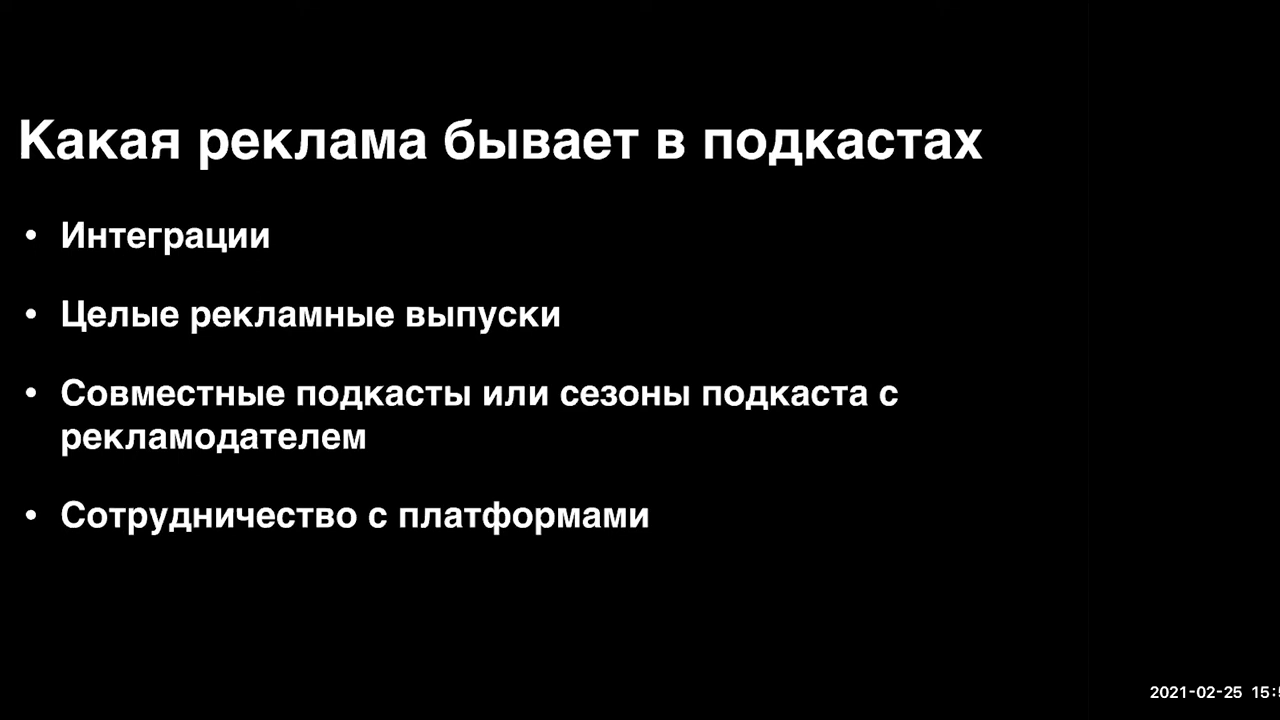 Какая реклама бывает в подкастах
• Интеграции
• Целые рекламные выпуски
• Совместные подкасты или сезоны подкаста с
рекламодателем
• Сотрудничество с платформами
2021-02-25 15: